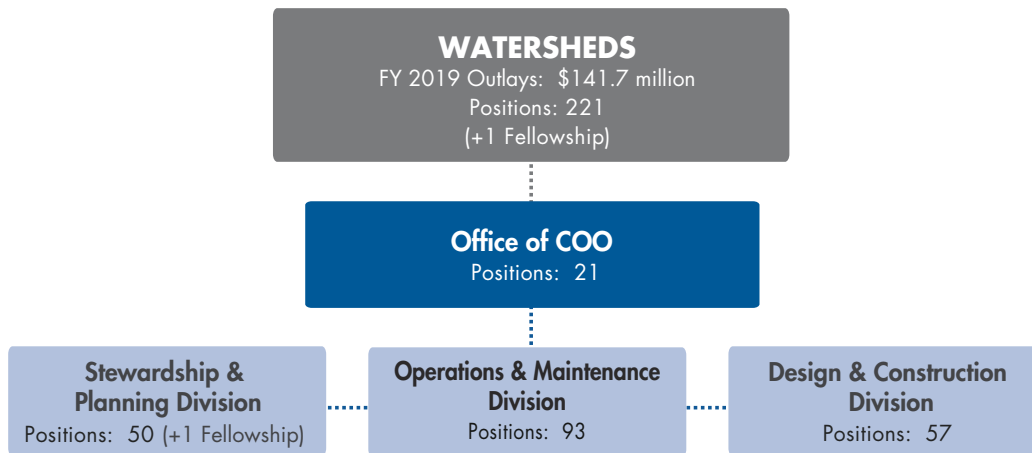 WATERSHEDS
FY 2019 Outlays: $141.7 million
Positions: 221
(+1 Fellowship)
Office of COO
Positions: 21
Stewardship &
Planning Division
Positions: 50 (+1 Fellowship)
Operations & Maintenance
Division
Positions: 93
Design & Construction
Division
Positions: 57